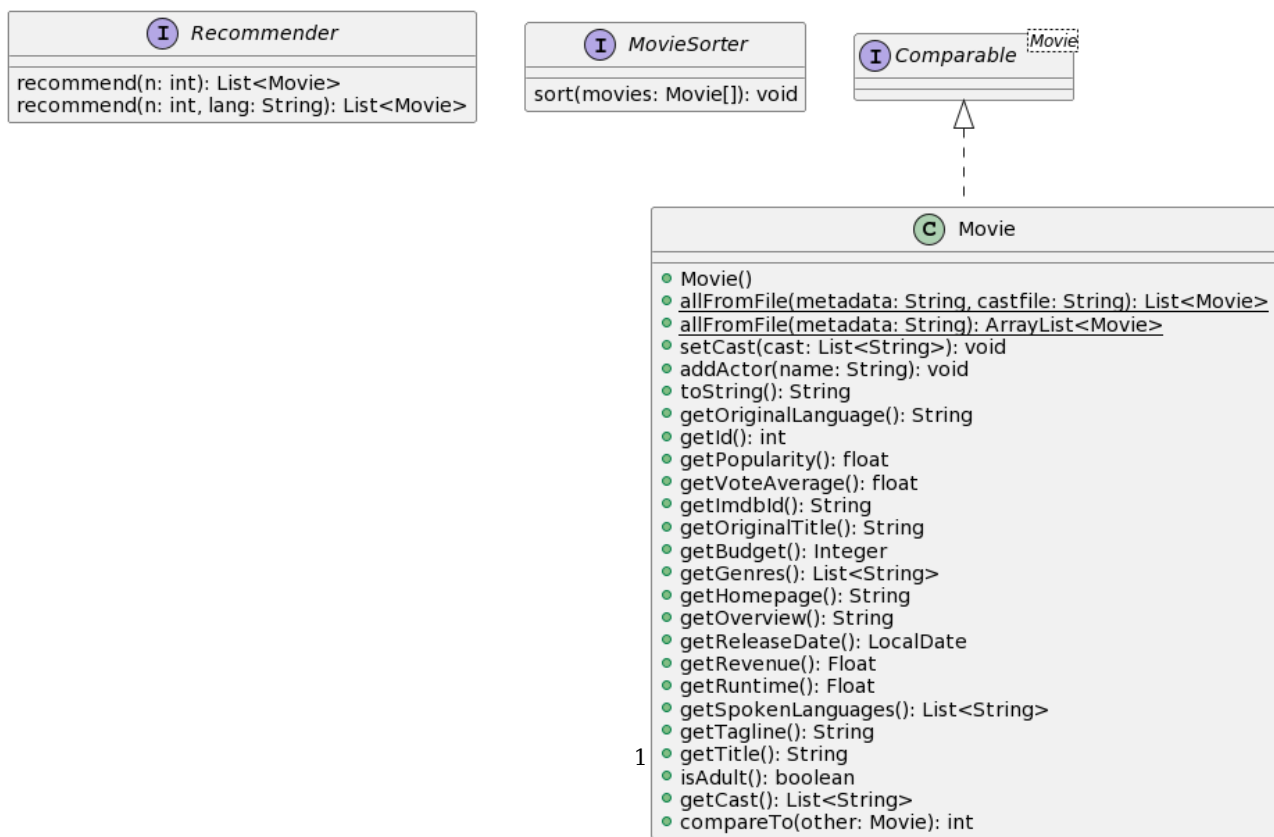 I Recommender
recommend(n: int): List<Movie>
recommend(n: int, lang: String): List<Movie>
I MovieSorter
sort(movies: Movie[]): void
I Comparable
Movie
C Movie
Movie()
allFromFile(metadata: String, castfile: String): List<Movie>
allFromFile(metadata: String): ArrayList<Movie>
setCast(cast: List<String>): void
addActor(name: String): void
toString(): String
getOriginalLanguage(): String
getId(): int
getPopularity(): float
getVoteAverage(): float
getImdbId(): String
getOriginalTitle(): String
getBudget(): Integer
getGenres(): List<String>
getHomepage(): String
getOverview(): String
getReleaseDate(): LocalDate
getRevenue(): Float
getRuntime(): Float
getSpokenLanguages(): List<String>
getTagline(): String
1 getTitle(): String
isAdult(): boolean
getCast(): List<String>
compareTo(other: Movie): int